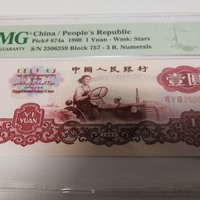 MG
GUARANTY
China / People's Republic
Pick# 874a 1960 1 Yuan - Wmk: Stars
S/N 2506259 Block 757 - 3 R. Numerals
中国人民银行
壹圆
YI YUAN
1